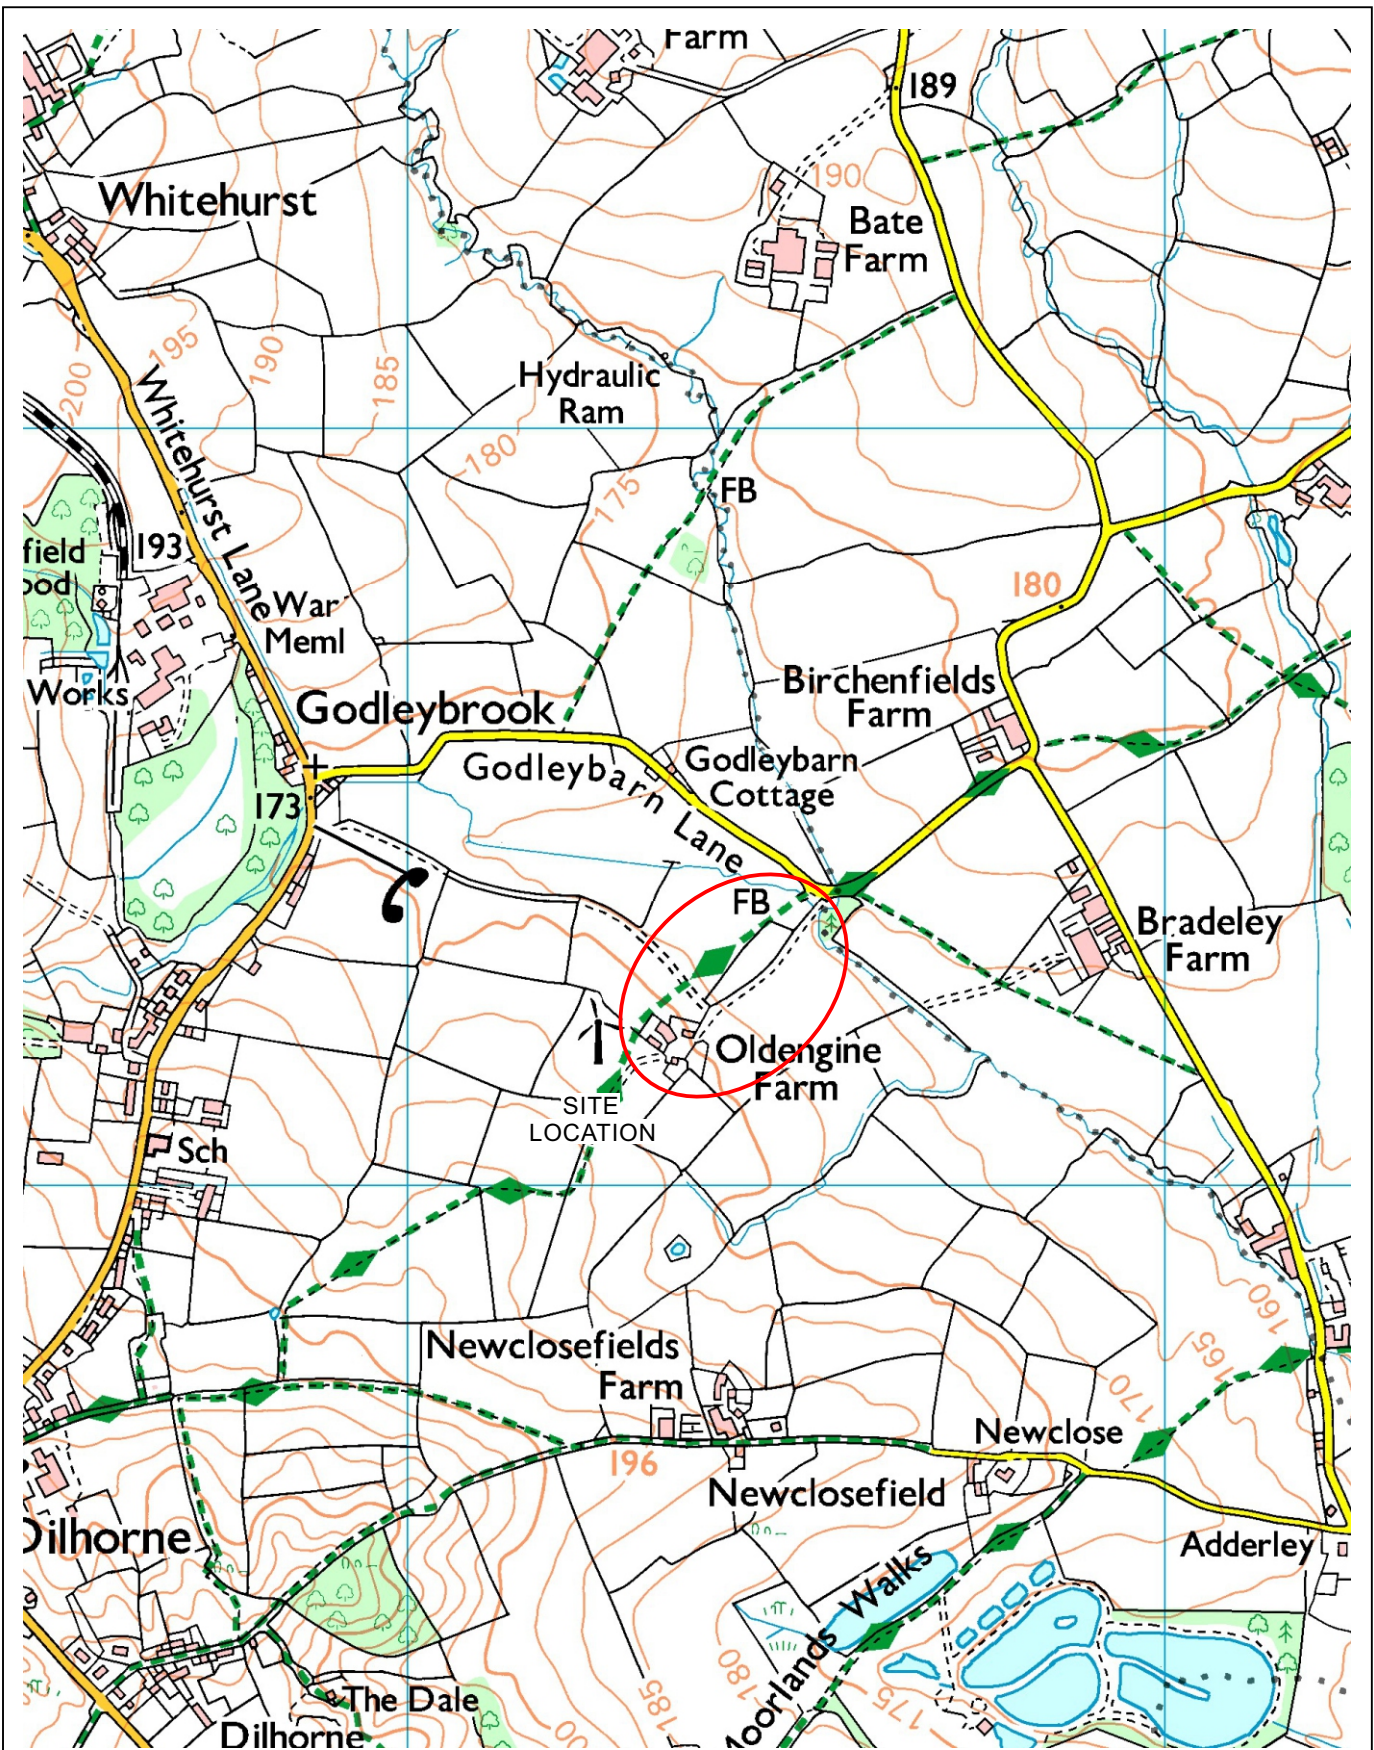 Farm
189
Whitehurst
190
Bate
Farm
195
190
200
185
Hydraulic
Ram
Whitehurst Lane
180
175
FB
193
field
ood
War
Meml
180
Works
Birchenfields
Farm
Godleybrook
Godleybarn Lane
Godleybarn
Cottage
173
FB
Bradeley
Farm
Oldengine
Farm
SITE
LOCATION
Sch
160
165
170
Newclosefields
Farm
Newclose
196
Newclosefield
Dilhorne
Adderley
Moorlands Walks
180
185
175
The Dale
Dilhorne